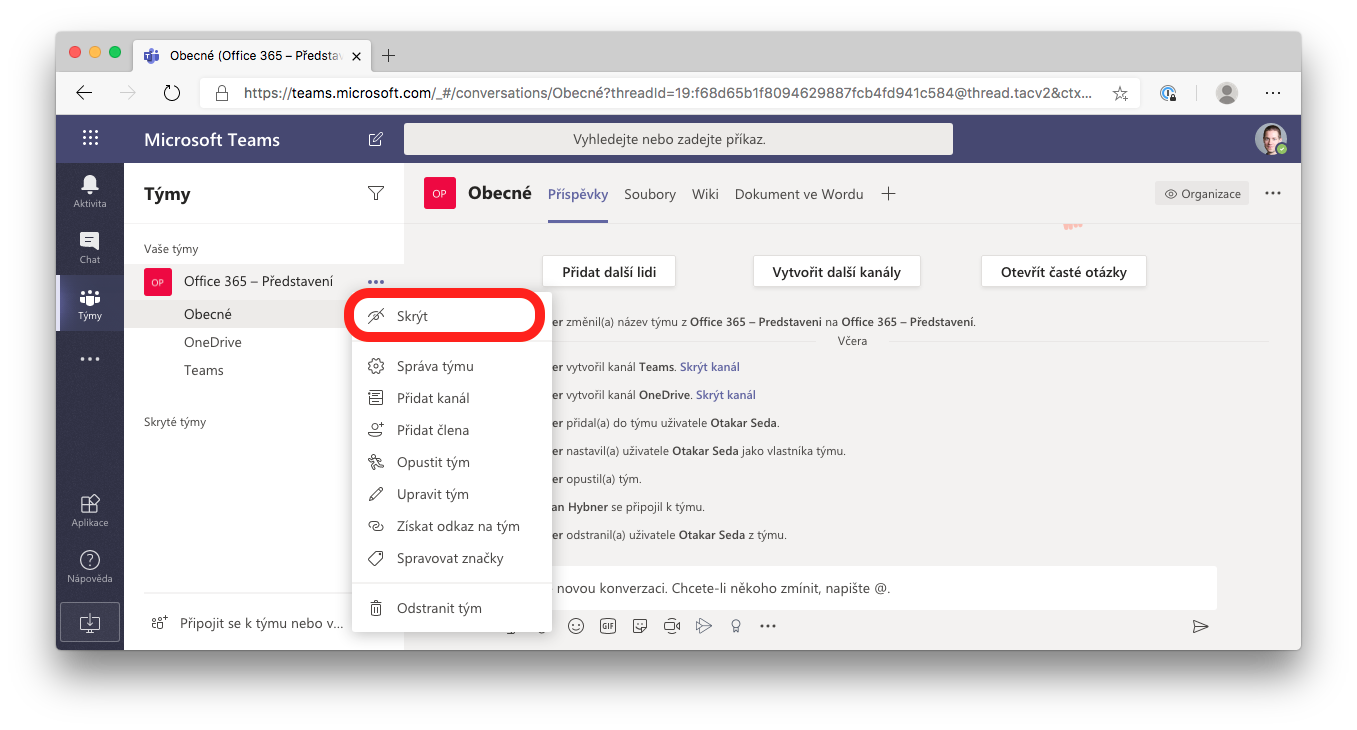 Obecné (Office 365 – Představ
https://teams.microsoft.com/_#/conversations/Obecné?threadId=19:f68d65b1f8094629887fcb4fd941c584@thread.tacv2&ctx...
Microsoft Teams
Vyhledejte nebo zadejte příkaz.
Aktivita
Chat
Týmy
Aplikace
Nápověda
Týmy
Vaše týmy
OP
Office 365 – Představení
Obecné
OneDrive
Teams
Skryté týmy
Připojit se k týmu nebo v...
Skrýt
Správa týmu
Přidat kanál
Přidat člena
Opustit tým
Upravit tým
Získat odkaz na tým
Spravovat značky
Odstranit tým
OP
Obecné
Příspěvky
Soubory
Wiki
Dokument ve Wordu
Organizace
Přidat další lidi
Vytvořit další kanály
Otevřít časté otázky
er změnil(a) název týmu z Office 365 – Predstaveni na Office 365 – Představení.
Včera
er vytvořil kanál Teams. Skrýt kanál
er vytvořil kanál OneDrive. Skrýt kanál
er přidal(a) do týmu uživatele Otakar Seda.
er nastavil(a) uživatele Otakar Seda jako vlastníka týmu.
er opustil(a) tým.
an Hybner se připojil k týmu.
er odstranil(a) uživatele Otakar Seda z týmu.
novou konverzaci. Chcete-li někoho zmínit, napište @.
GIF